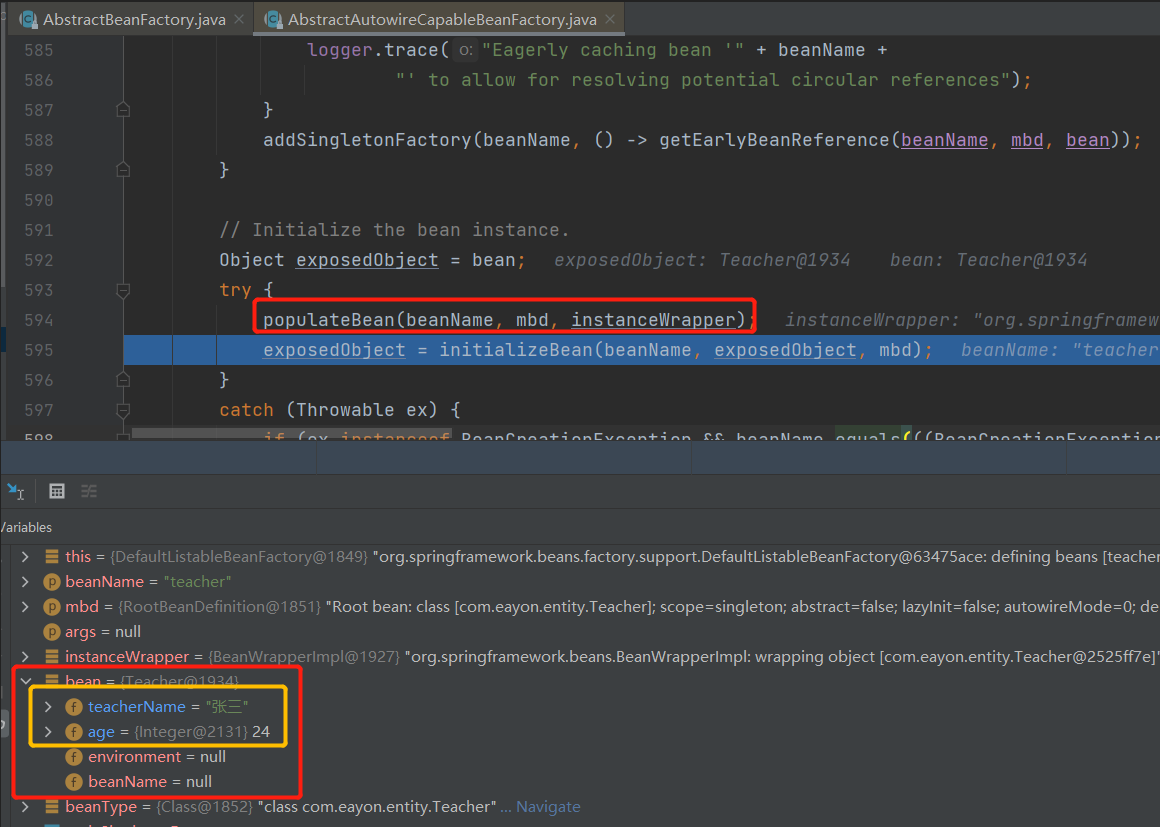 AbstractBeanFactory.java × AbstractAutowireCapableBeanFactory.java ×
585 logger.trace( o: "Eagerly caching bean '" + beanName +
586 "' to allow for resolving potential circular references");
587 }
588 addSingletonFactory(beanName, () -> getEarlyBeanReference(beanName, mbd, bean));
589 }
590
591 // Initialize the bean instance.
592 Object exposedObject = bean; exposedObject: Teacher@1934 bean: Teacher@1934
593 try {
594 populateBean(beanName, mbd, instanceWrapper); instanceWrapper: "org.springframew
595 exposedObject = initializeBean(beanName, exposedObject, mbd); beanName: "teacher
596 }
597 catch (Throwable ex) {
598 if (ex instanceof BeanCreationException && beanName.equals(((BeanCreationException
Variables
this = {DefaultListableBeanFactory@1849} "org.springframework.beans.factory.support.DefaultListableBeanFactory@63475ace: defining beans [teacher
p beanName = "teacher"
p mbd = {RootBeanDefinition@1851} "Root bean: class [com.eayon.entity.Teacher]; scope=singleton; abstract=false; lazyInit=false; autowireMode=0; de
p args = null
instanceWrapper = {BeanWrapperImpl@1927} "org.springframework.beans.BeanWrapperImpl: wrapping object [com.eayon.entity.Teacher@2525ff7e]"
bean = {Teacher@1934}
f teacherName = "张三"
f age = {Integer@2131} 24
f environment = null
f beanName = null
beanType = {Class@1852} "class com.eayon.entity.Teacher" ... Navigate